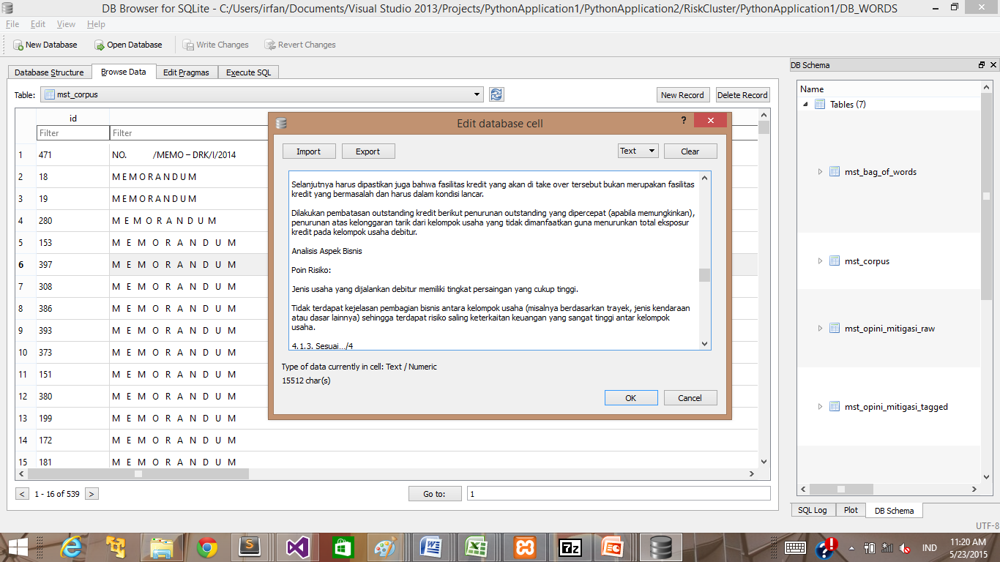 DB Browser for SQLite - C:/Users/irfan/Documents/Visual Studio 2013/Projects/PythonApplication1/PythonApplication2/RiskCluster/PythonApplication1/DB_WORDS
File Edit View Help
New Database Open Database Write Changes Revert Changes
Database Structure Browse Data Edit Pragmas Execute SQL
Table: mst_corpus New Record Delete Record
id
Filter Filter
1 471 NO. /MEMO – DRK/I/2014
2 18 M E M O R A N D U M
3 19 M E M O R A N D U M
4 280 M E M O R A N D U M
5 153 M E M O R A N D U M
6 397 M E M O R A N D U M
7 308 M E M O R A N D U M
8 386 M E M O R A N D U M
9 393 M E M O R A N D U M
10 373 M E M O R A N D U M
11 151 M E M O R A N D U M
12 380 M E M O R A N D U M
13 199 M E M O R A N D U M
14 172 M E M O R A N D U M
15 181 M E M O R A N D U M
< 1 - 16 of 539 > Go to: 1
Edit database cell
? ×
Import Export Text Clear
Selanjutnya harus dipastikan juga bahwa fasilitas kredit yang akan di take over tersebut bukan merupakan fasilitas
kredit yang bermasalah dan harus dalam kondisi lancar.
Dilakukan pembatasan outstanding kredit berikut penurunan outstanding yang dipercepat (apabila memungkinkan),
penurunan atas kelonggaran tarik dari kelompok usaha yang tidak dimanfaatkan guna menurunkan total eksposur
kredit pada kelompok usaha debitur.
Analisis Aspek Bisnis
Poin Risiko:
Jenis usaha yang dijalankan debitur memiliki tingkat persaingan yang cukup tinggi.
Tidak terdapat kejelasan pembagian bisnis antara kelompok usaha (misalnya berdasarkan trayek, jenis kendaraan
atau dasar lainnya) sehingga terdapat risiko saling keterkaitan keuangan yang sangat tinggi antar kelompok
usaha.
4.1.3. Sesuai.../4
Type of data currently in cell: Text / Numeric
15512 char(s)
OK Cancel
DB Schema
Name
Tables (7)
mst_bag_of_words
mst_corpus
mst_opini_mitigasi_raw
mst_opini_mitigasi_tagged
SQL Log Plot DB Schema
UTF-8
S 7z IND 11:20 AM
5/23/2015